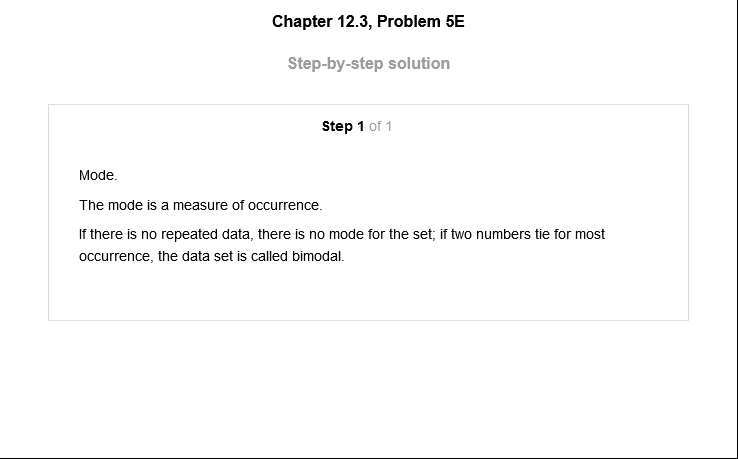 Chapter 12.3, Problem 5E
Step-by-step solution
Step 1 of 1
Mode.
The mode is a measure of occurrence.
If there is no repeated data, there is no mode for the set; if two numbers tie for most
occurrence, the data set is called bimodal.